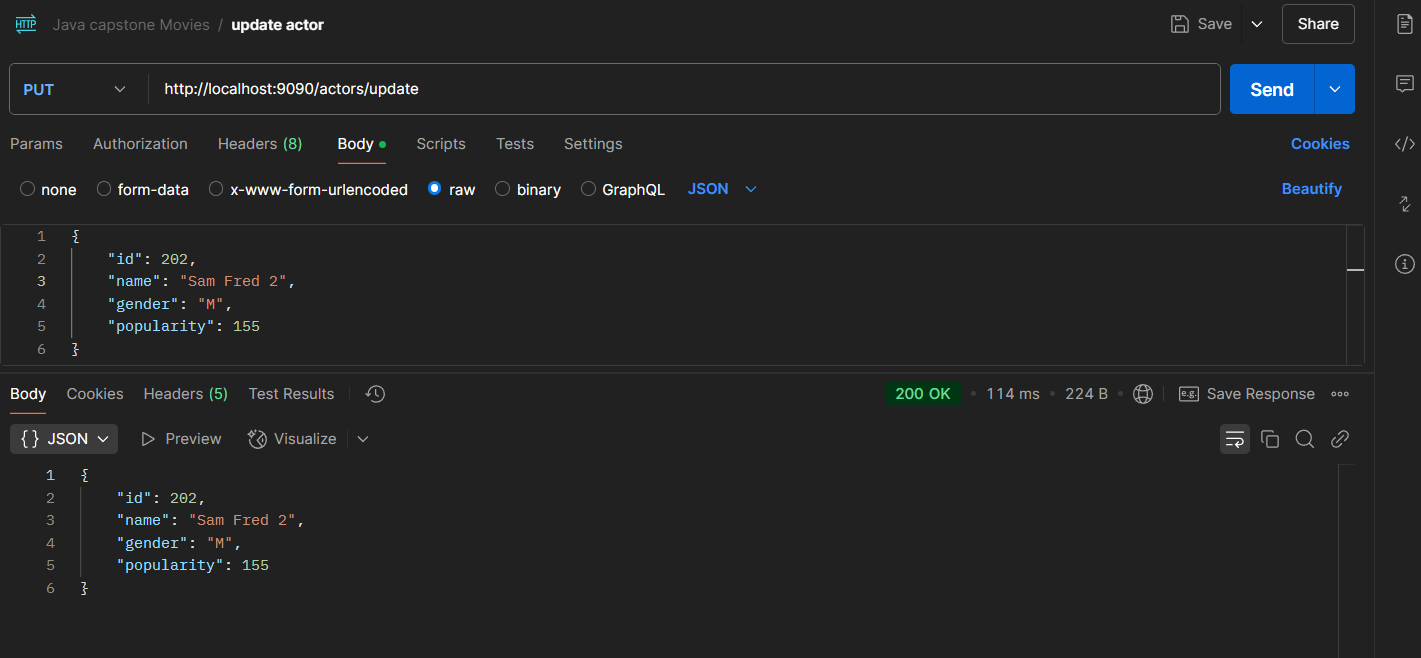 HTTP Java capstone Movies / update actor Save Share
PUT http://localhost:9090/actors/update Send
Params Authorization Headers (8) Body Scripts Tests Settings Cookies
none form-data x-www-form-urlencoded raw binary GraphQL JSON Beautify
1 {
2 "id": 202,
3 "name": "Sam Fred 2",
4 "gender": "M",
5 "popularity": 155
6 }
Body Cookies Headers (5) Test Results 200 OK • 114 ms • 224 B • e.g. Save Response
{} JSON Preview Visualize
1 {
2 "id": 202,
3 "name": "Sam Fred 2",
4 "gender": "M",
5 "popularity": 155
6 }